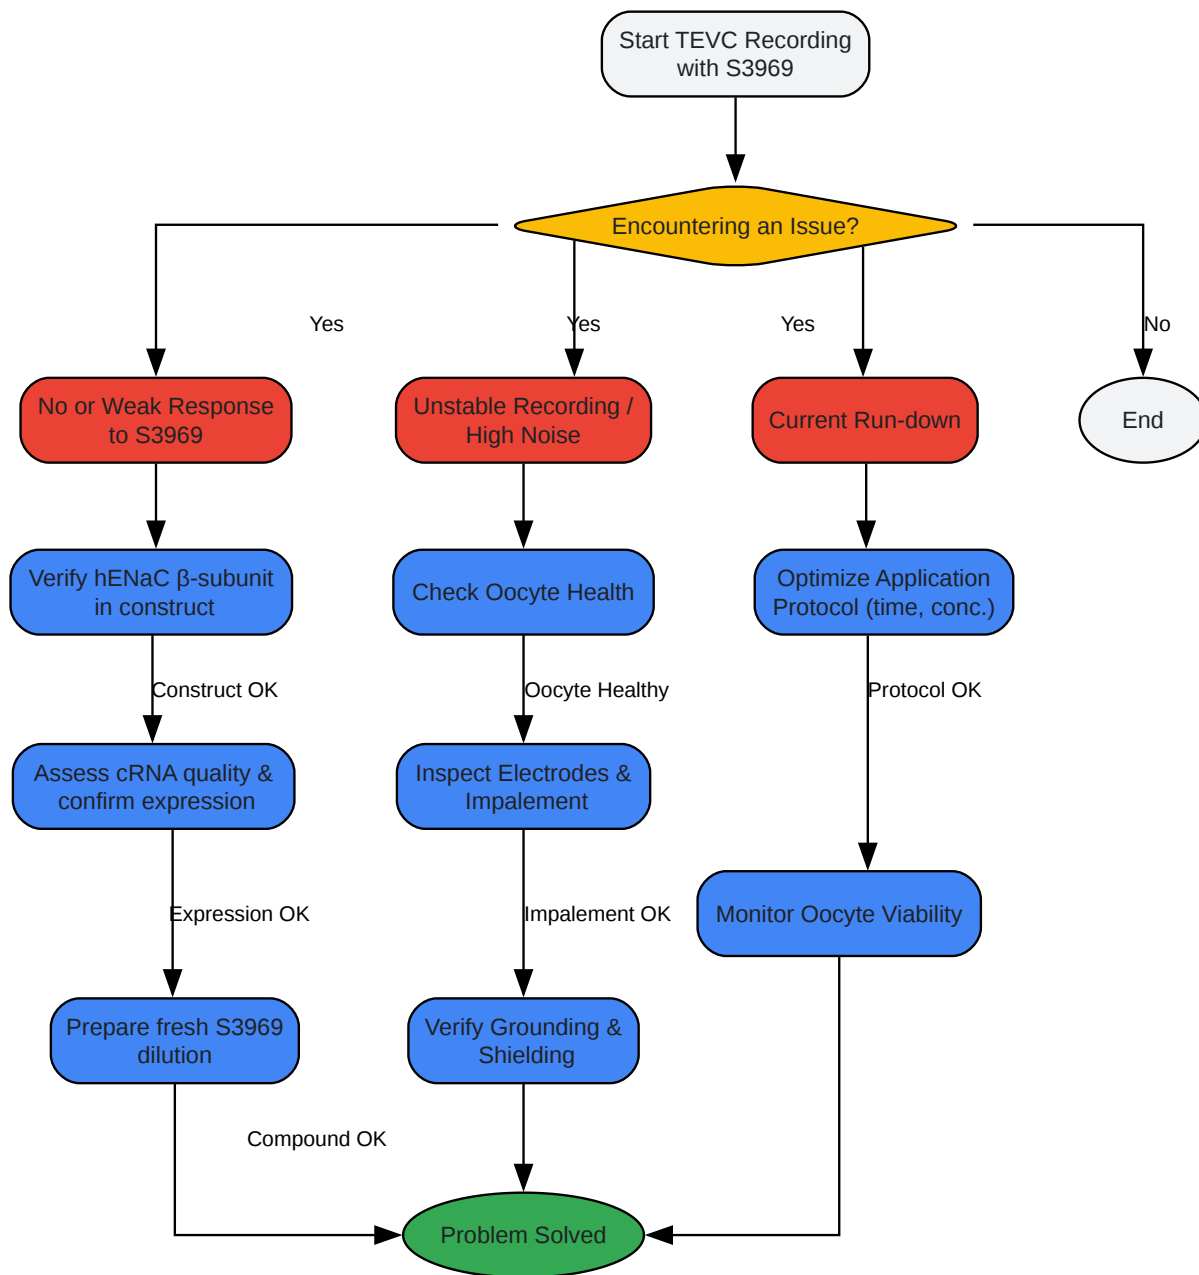 Start TEVC Recording
with S3969
Encountering an Issue?
Yes
Yes
Yes
No
No or Weak Response
to S3969
Unstable Recording /
High Noise
Current Run-down
End
Verify hENaC β-subunit
in construct
Check Oocyte Health
Optimize Application
Protocol (time, conc.)
Construct OK
Oocyte Healthy
Protocol OK
Assess cRNA quality &
confirm expression
Inspect Electrodes &
Impalement
Expression OK
Impalement OK
Monitor Oocyte Viability
Prepare fresh S3969
dilution
Verify Grounding &
Shielding
Compound OK
Problem Solved